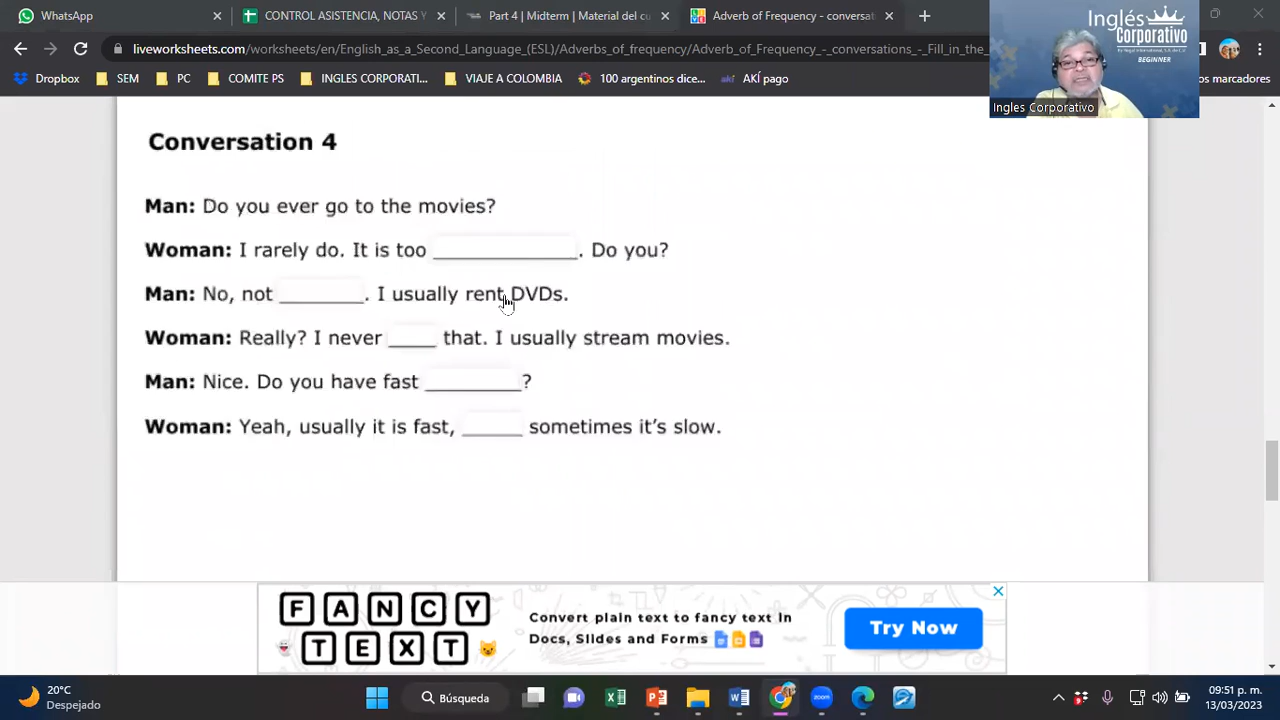 WhatsApp
CONTROL ASISTENCIA, NOTAS
Part 4 | Midterm | Material del cu
Adverb of Frequency - conversat
liveworksheets.com/worksheets/en/English_as_a_Second_Language_(ESL)/Adverbs_of_frequency/Adverb_of_Frequency_-_conversations_-_Fill_in_the_
Dropbox
SEM
PC
COMITE PS
INGLES CORPORATI...
VIAJE A COLOMBIA
100 argentinos dice...
AKÍ pago
os marcadores
Inglés
Corporativo
BEGINNER
Ingles Corporativo
Conversation 4
Man: Do you ever go to the movies?
Woman: I rarely do. It is too ____________. Do you?
Man: No, not _______. I usually rent DVDs.
Woman: Really? I never ____ that. I usually stream movies.
Man: Nice. Do you have fast ________?
Woman: Yeah, usually it is fast, _____ sometimes it's slow.
FANCY
TEXT
Convert plain text to fancy text in
Docs, Slides and Forms
Try Now
20°C
Despejado
Búsqueda
zoom
09:51 p. m.
13/03/2023